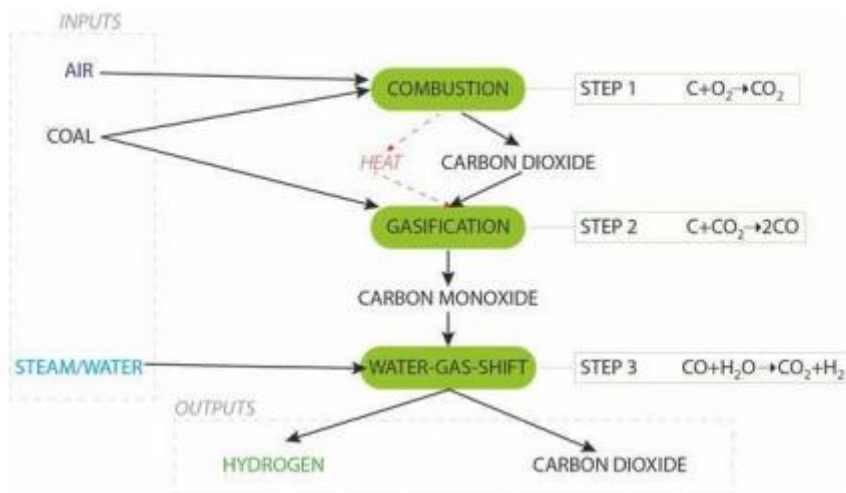 INPUTS
AIR
COMBUSTION
STEP 1 C+O₂→CO₂
COAL
HEAT
CARBON DIOXIDE
GASIFICATION
STEP 2 C+CO₂→2CO
CARBON MONOXIDE
STEAM/WATER
WATER-GAS-SHIFT
STEP 3 CO+H₂O→CO₂+H₂
OUTPUTS
HYDROGEN
CARBON DIOXIDE